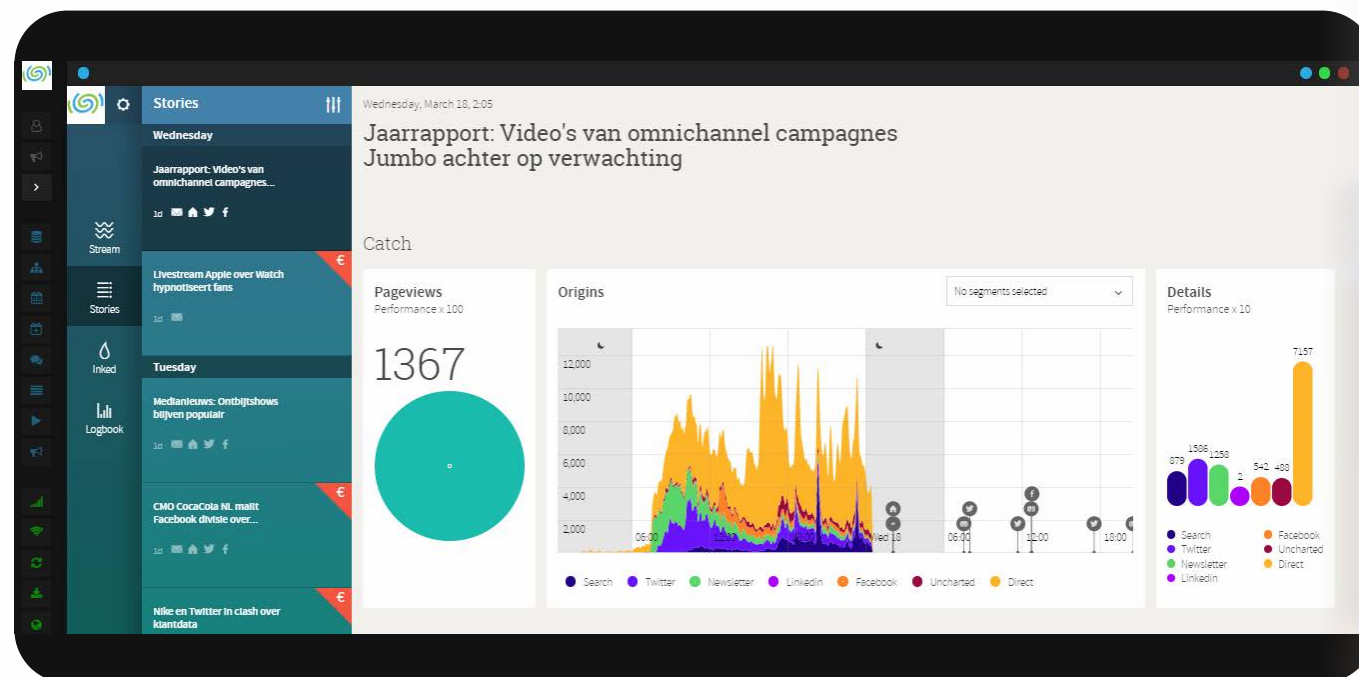 Stories
Wednesday
Jaarrapport: Video's van
omnichannel campagnes...
1d
Livestream Apple over Watch
hypnotiseert fans
1d
€
Tuesday
Medianieuws: Ontbijtshows
blijven populair
1d
CMO CocaCola NL mailt
Facebook divisie over...
1d
€
Nike en Twitter in clash over
klantdata
€
Stream
Stories
Inked
Logbook
Wednesday, March 18, 2:05
Jaarrapport: Video's van omnichannel campagnes
Jumbo achter op verwachting
Catch
Pageviews
Performance x 100
1367
Origins
No segments selected
12,000
10,000
8,000
6,000
4,000
2,000
06:00
Wed 18
06:00
12:00
18:00
Search
Twitter
Newsletter
Linkedin
Facebook
Uncharted
Direct
Details
Performance x 10
879
1586
1258
2
542
488
7157
Search
Twitter
Newsletter
Linkedin
Facebook
Uncharted
Direct